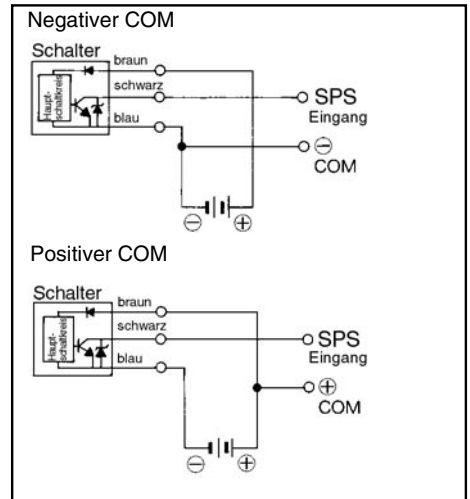 Negativer COM
Schalter
braun
Haupt-
schaltkreis
schwarz
SPS
Eingang
blau
⊖
COM
⊖ ⊕
Positiver COM
Schalter
braun
Haupt-
schaltkreis
schwarz
SPS
Eingang
blau
⊕
COM
⊖ ⊕